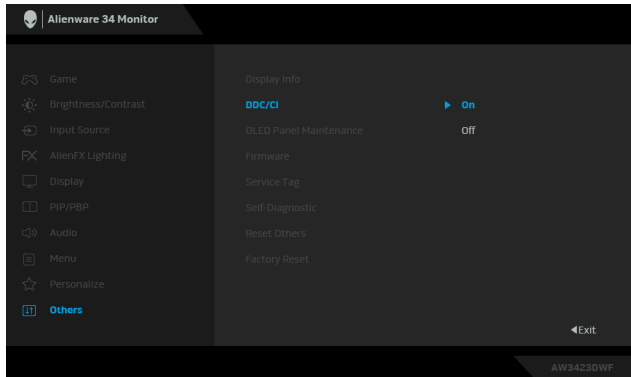 Alienware 34 Monitor
Game
Display Info
Brightness/Contrast
DDC/CI
On
Input Source
OLED Panel Maintenance
Off
AlienFX Lighting
Firmware
Display
Service Tag
PIP/PBP
Self-Diagnostic
Audio
Reset Others
Menu
Factory Reset
Personalize
Others
Exit
AW3423DWF